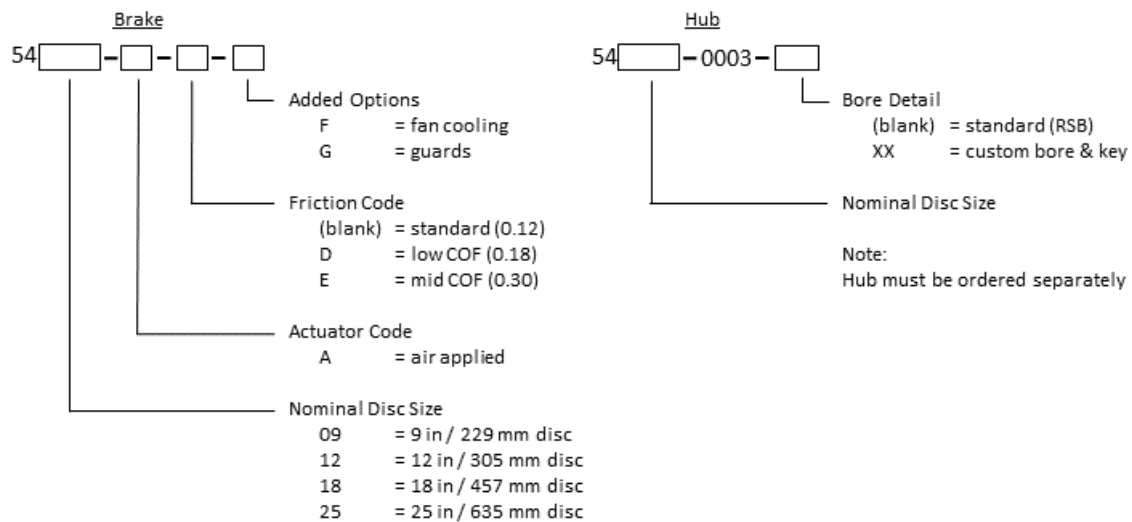 Brake
54 - - -
Added Options
F = fan cooling
G = guards
Friction Code
(blank) = standard (0.12)
D = low COF (0.18)
E = mid COF (0.30)
Actuator Code
A = air applied
Nominal Disc Size
09 = 9 in / 229 mm disc
12 = 12 in / 305 mm disc
18 = 18 in / 457 mm disc
25 = 25 in / 635 mm disc
Hub
54 - 0003 -
Bore Detail
(blank) = standard (RSB)
XX = custom bore & key
Nominal Disc Size
Note:
Hub must be ordered separately